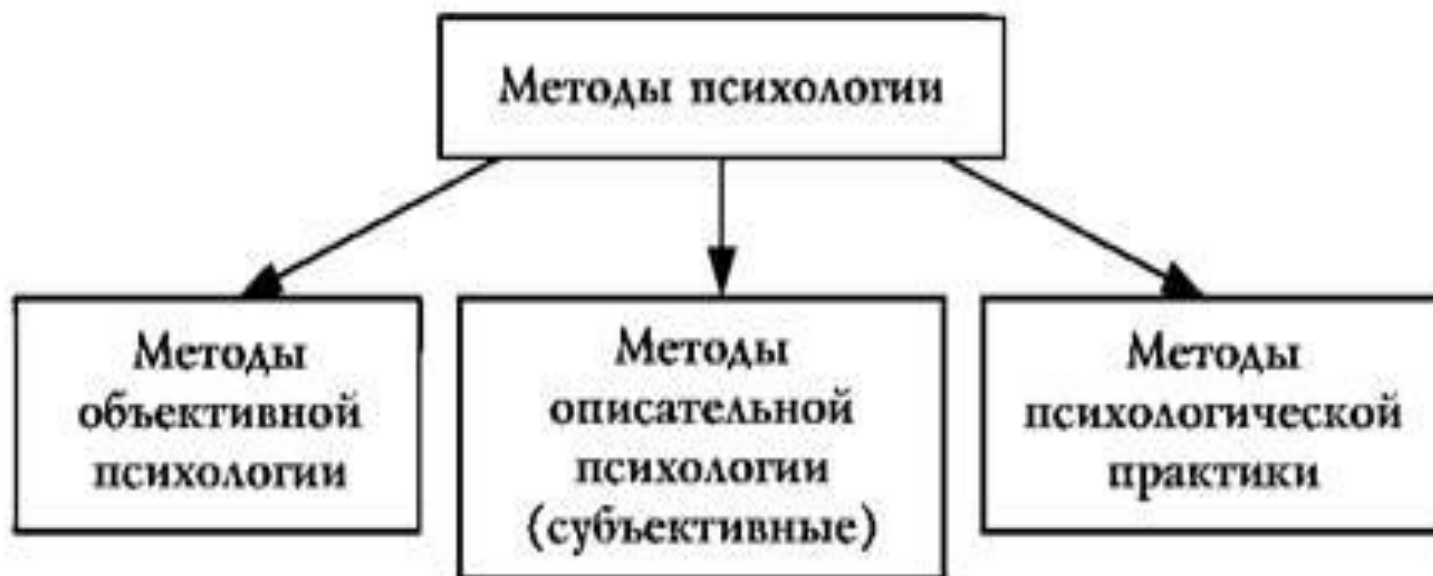 Методы психологии
Методы
объективной
психологии
Методы
описательной
психологии
(субъективные)
Методы
психологической
практики